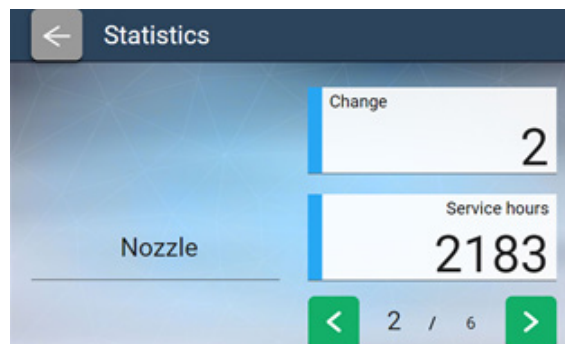 Statistics
Change
2
Nozzle
Service hours
2183
2 / 6